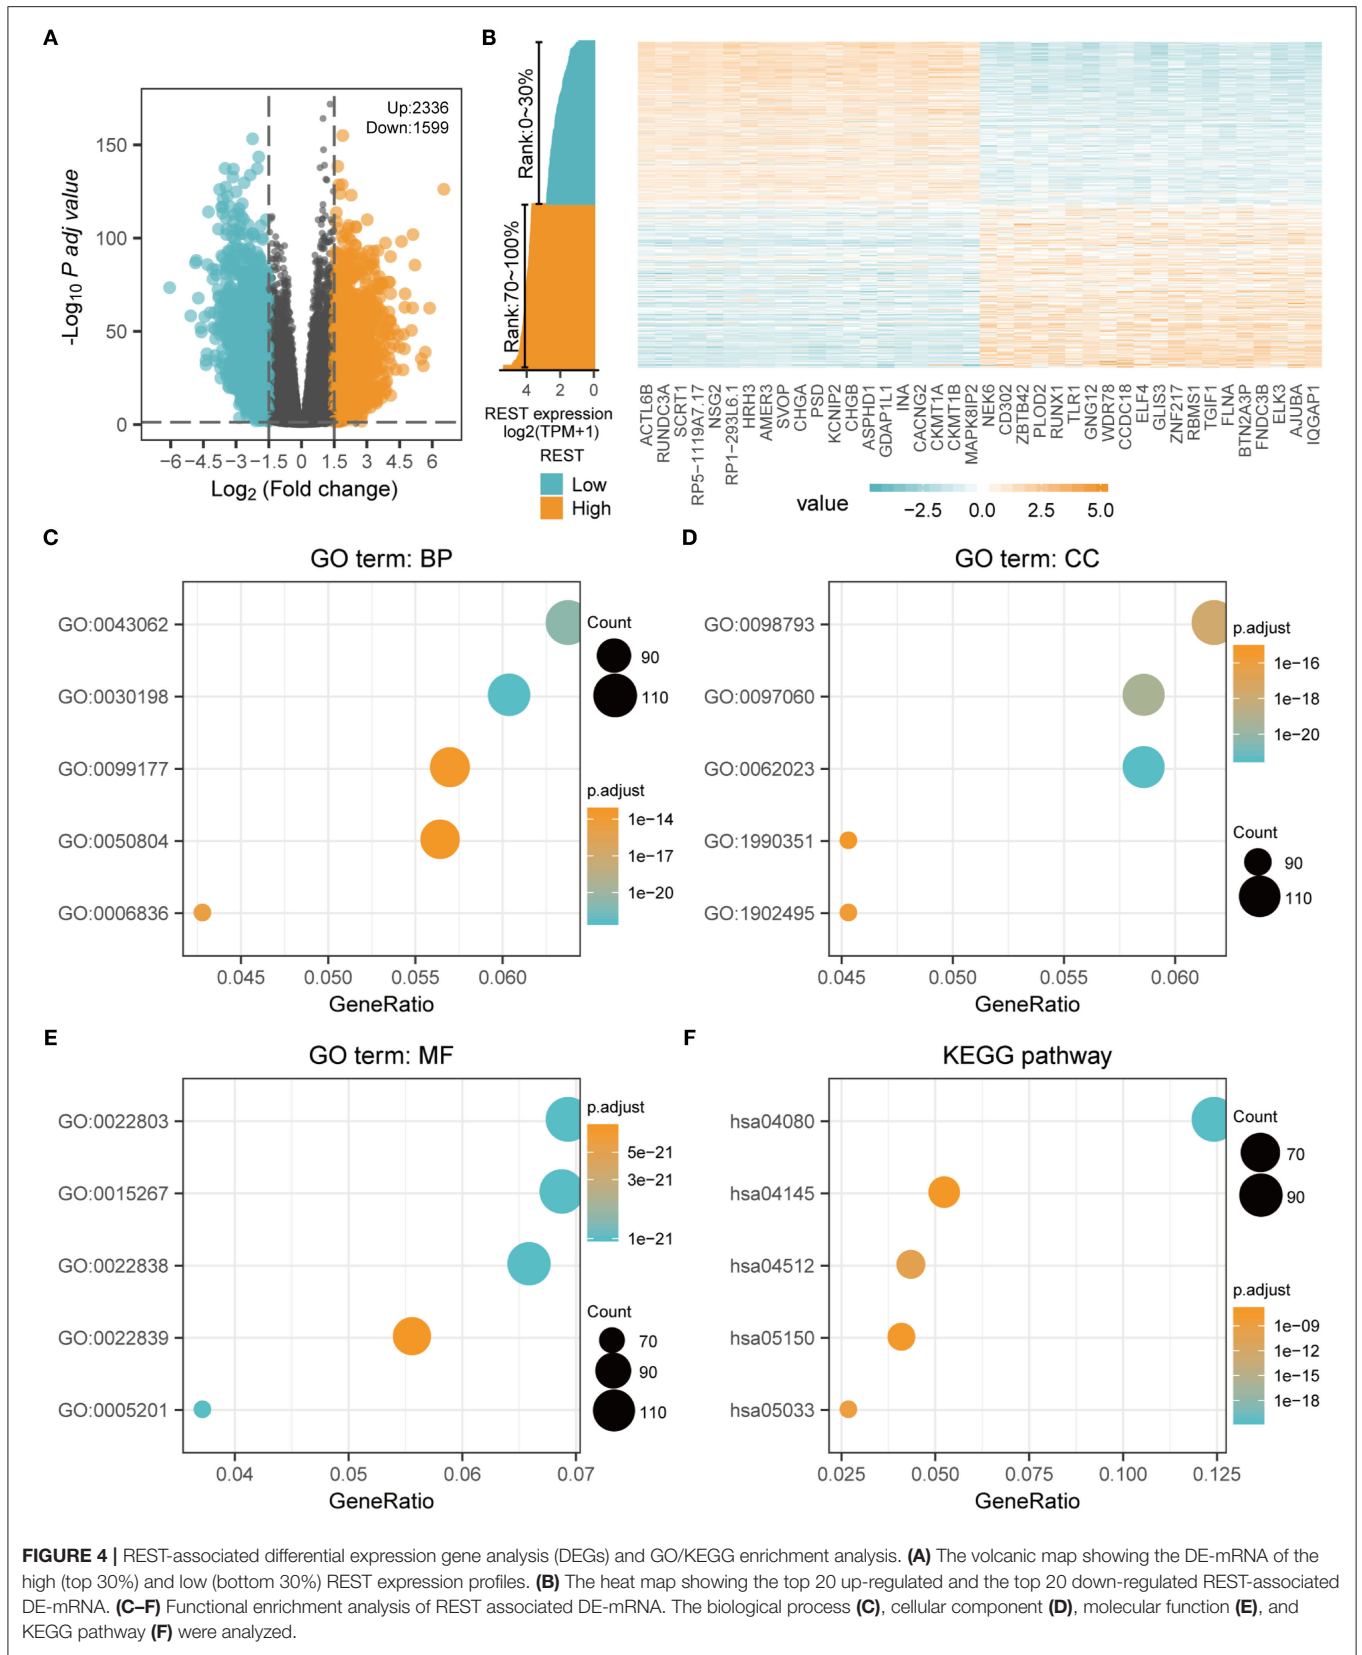 A
Up:2336
Down:1599
150
100
50
0
-Log10 P adj value
−6 −4.5 −3 −1.5 0 1.5 3 4.5 6
Log2 (Fold change)
B
Rank:0~30%
Rank:70~100%
4 2 0
REST expression
log2(TPM+1)
REST
Low
High
ACTL6B
RUNDC3A
SCRT1
RP5−1119A7.17
NSG2
RP1−293L6.1
HRH3
AMER3
SVOP
CHGA
PSD
KCNIP2
CHGB
ASPHD1
GDAP1L1
INA
CACNG2
CKMT1A
CKMT1B
MAPK8IP2
NEK6
CD302
ZBTB42
PLOD2
RUNX1
TLR1
GNG12
WDR78
CCDC18
ELF4
GLIS3
ZNF217
RBMS1
TGIF1
FLNA
BTN2A3P
FNDC3B
ELK3
AJUBA
IQGAP1
value
−2.5 0.0 2.5 5.0
C
GO term: BP
GO:0043062
GO:0030198
GO:0099177
GO:0050804
GO:0006836
0.045 0.050 0.055 0.060
GeneRatio
Count
90
110
p.adjust
1e−14
1e−17
1e−20
D
GO term: CC
GO:0098793
GO:0097060
GO:0062023
GO:1990351
GO:1902495
0.045 0.050 0.055 0.060
GeneRatio
p.adjust
1e−16
1e−18
1e−20
Count
90
110
E
GO term: MF
GO:0022803
GO:0015267
GO:0022838
GO:0022839
GO:0005201
0.04 0.05 0.06 0.07
GeneRatio
p.adjust
5e−21
3e−21
1e−21
Count
70
90
110
F
KEGG pathway
hsa04080
hsa04145
hsa04512
hsa05150
hsa05033
0.025 0.050 0.075 0.100 0.125
GeneRatio
Count
70
90
p.adjust
1e−09
1e−12
1e−15
1e−18
FIGURE 4 | REST-associated differential expression gene analysis (DEGs) and GO/KEGG enrichment analysis. (A) The volcanic map showing the DE-mRNA of the
high (top 30%) and low (bottom 30%) REST expression profiles. (B) The heat map showing the top 20 up-regulated and the top 20 down-regulated REST-associated
DE-mRNA. (C–F) Functional enrichment analysis of REST associated DE-mRNA. The biological process (C), cellular component (D), molecular function (E), and
KEGG pathway (F) were analyzed.